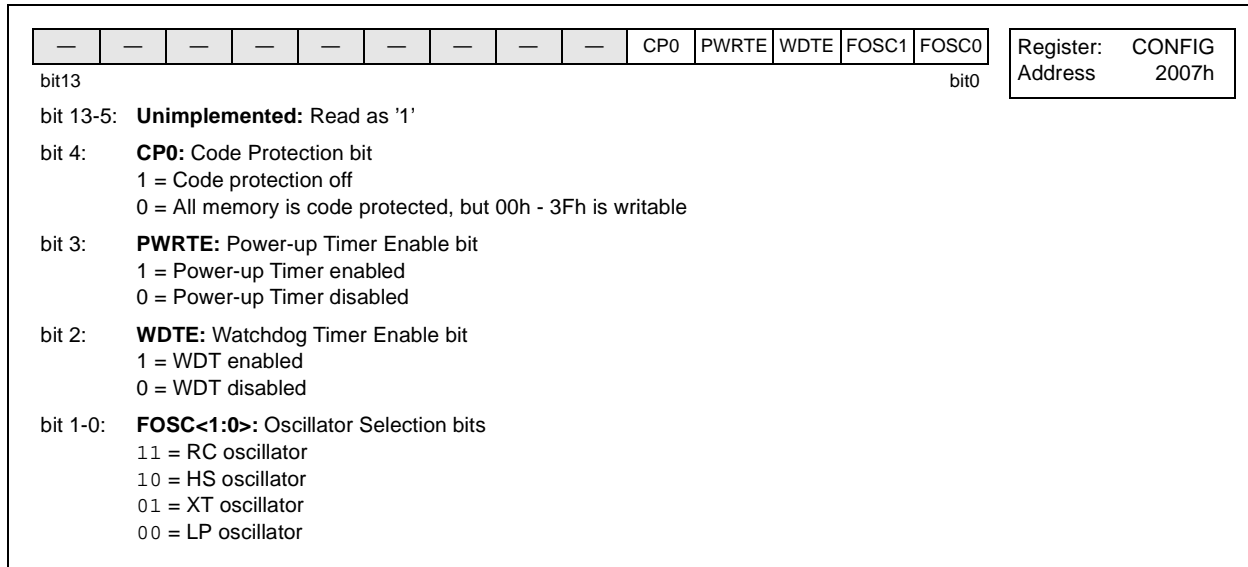 — — — — — — — — — CP0 PWRTE WDTE FOSC1 FOSC0
Register: CONFIG
Address 2007h
bit13 bit0
bit 13-5: Unimplemented: Read as '1'
bit 4: CP0: Code Protection bit
1 = Code protection off
0 = All memory is code protected, but 00h - 3Fh is writable
bit 3: PWRTE: Power-up Timer Enable bit
1 = Power-up Timer enabled
0 = Power-up Timer disabled
bit 2: WDTE: Watchdog Timer Enable bit
1 = WDT enabled
0 = WDT disabled
bit 1-0: FOSC<1:0>: Oscillator Selection bits
11 = RC oscillator
10 = HS oscillator
01 = XT oscillator
00 = LP oscillator